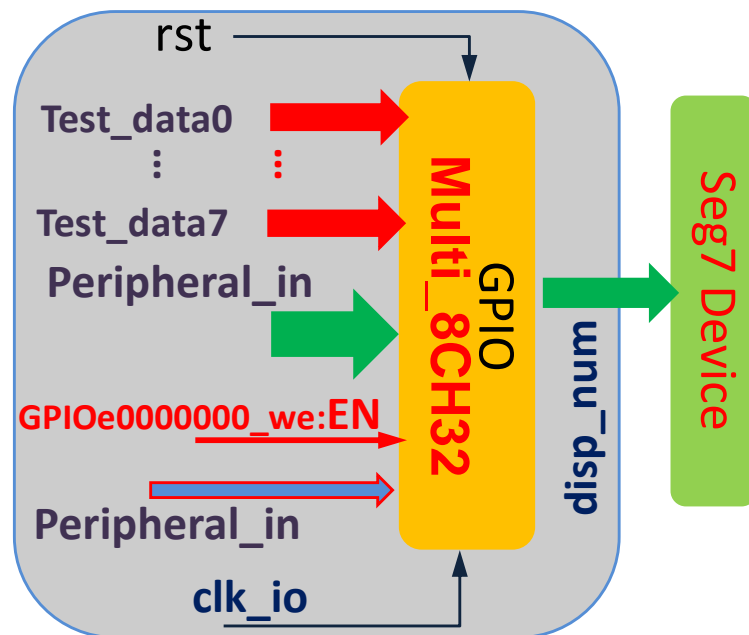 rst
Test_data0
⋮ ⋮
Test_data7
Peripheral_in
GPIOe0000000_we:EN
Peripheral_in
clk_io
Multi_8CH32
GPIO
disp_num
Seg7 Device